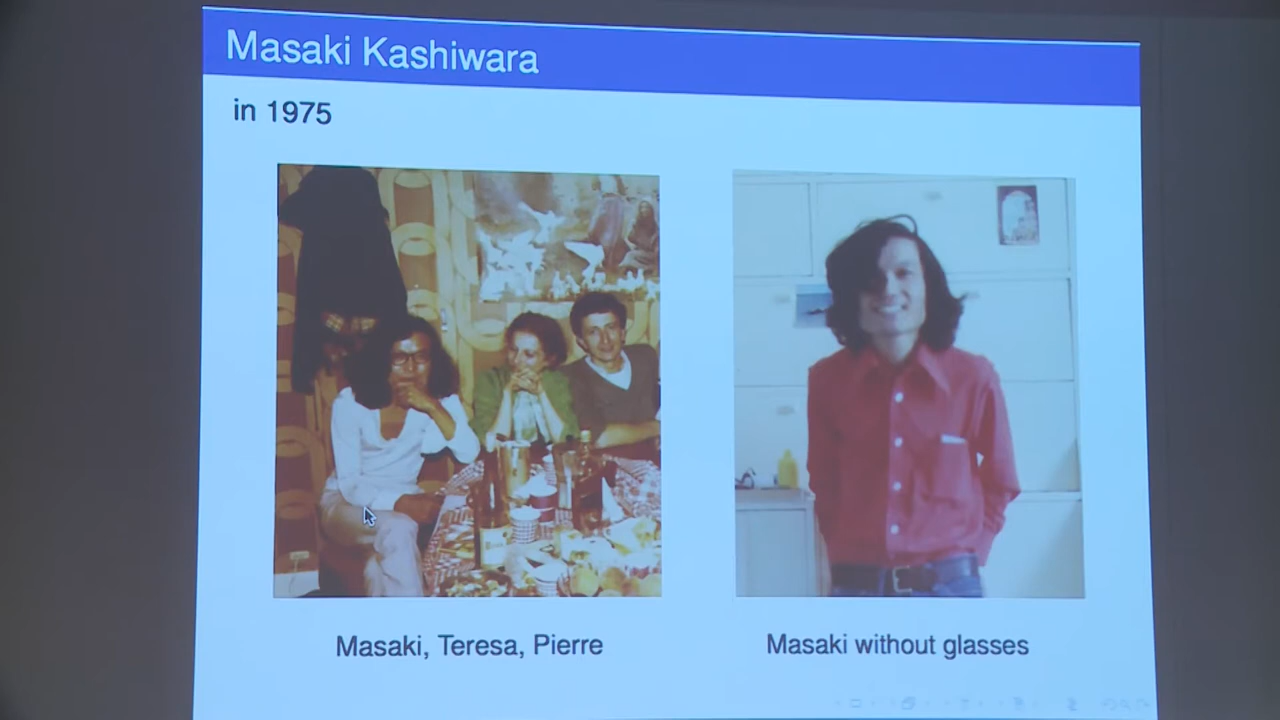 Masaki Kashiwara
in 1975
Masaki, Teresa, Pierre
Masaki without glasses